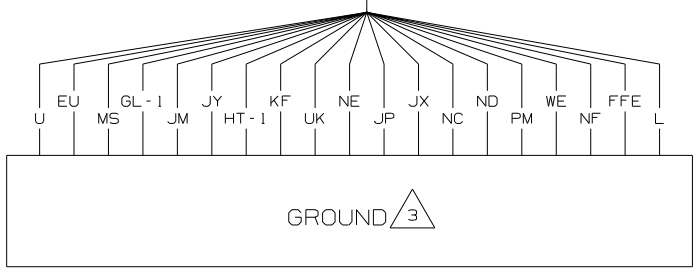 EU GL-1 JY KF NE JX ND WE FFE
U MS JM HT-1 UK JP NC PM NF L
GROUND 3